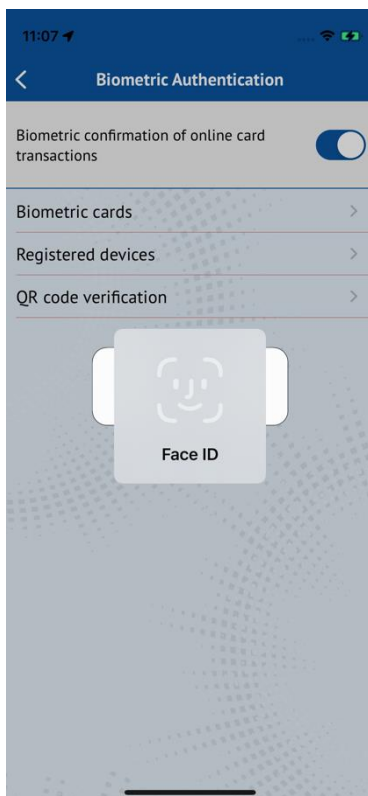 11:07
Biometric Authentication
Biometric confirmation of online card
transactions
Biometric cards
Registered devices
QR code verification
Face ID